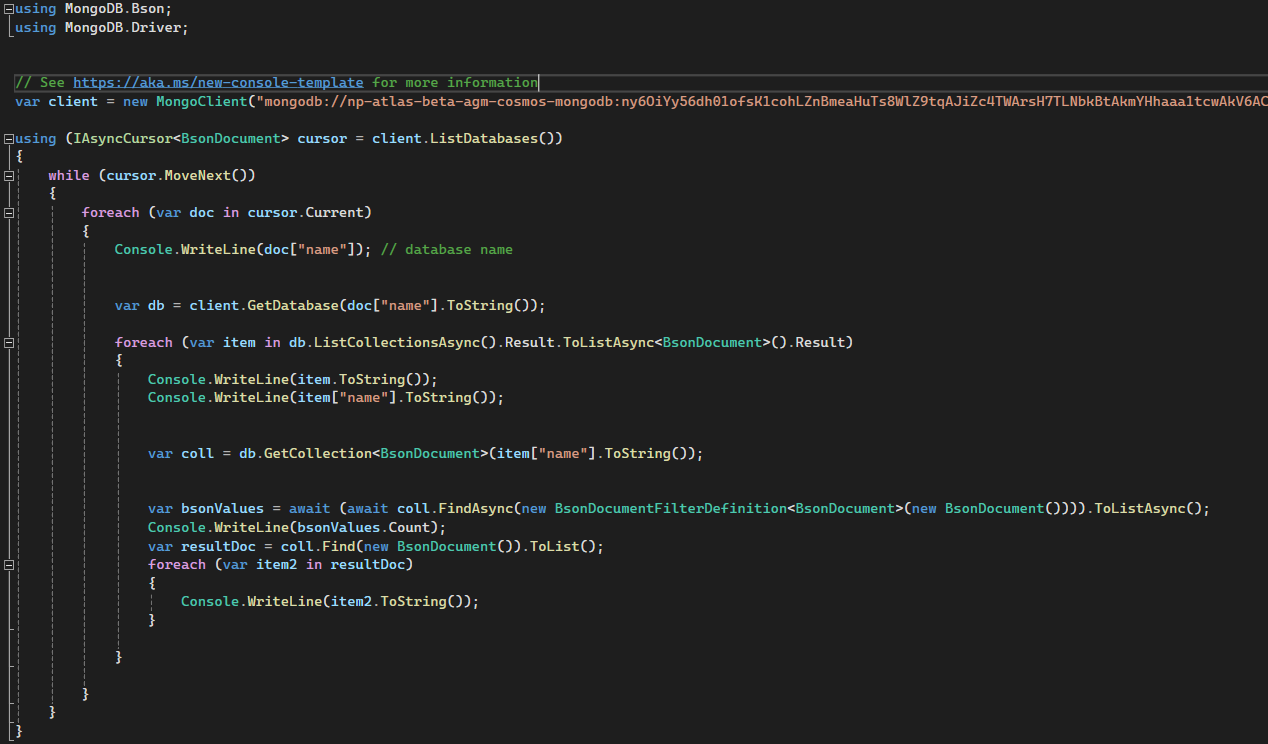 using MongoDB.Bson;
using MongoDB.Driver;
// See https://aka.ms/new-console-template for more information
var client = new MongoClient("mongodb://np-atlas-beta-agm-cosmos-mongodb:
using (IAsyncCursor<BsonDocument> cursor = client.ListDatabases())
{
while (cursor.MoveNext())
{
foreach (var doc in cursor.Current)
{
Console.WriteLine(doc["name"]); // database name
var db = client.GetDatabase(doc["name"].ToString());
foreach (var item in db.ListCollectionsAsync().Result.ToListAsync<BsonDocument>().Result)
{
Console.WriteLine(item.ToString());
Console.WriteLine(item["name"].ToString());
var coll = db.GetCollection<BsonDocument>(item["name"].ToString());
var bsonValues = await (await coll.FindAsync(new BsonDocumentFilterDefinition<BsonDocument>(new BsonDocument()))).ToListAsync();
Console.WriteLine(bsonValues.Count);
var resultDoc = coll.Find(new BsonDocument()).ToList();
foreach (var item2 in resultDoc)
{
Console.WriteLine(item2.ToString());
}
}
}
}
}